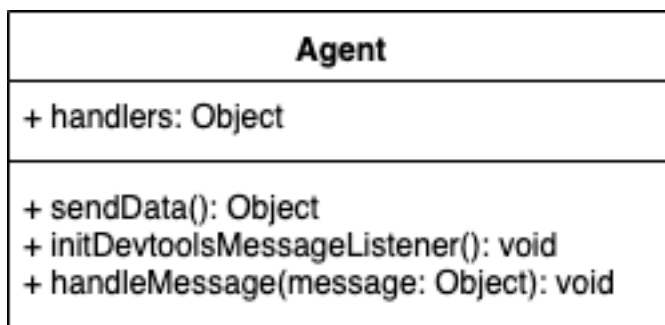 Agent
+ handlers: Object
+ sendData(): Object
+ initDevtoolsMessageListener(): void
+ handleMessage(message: Object): void